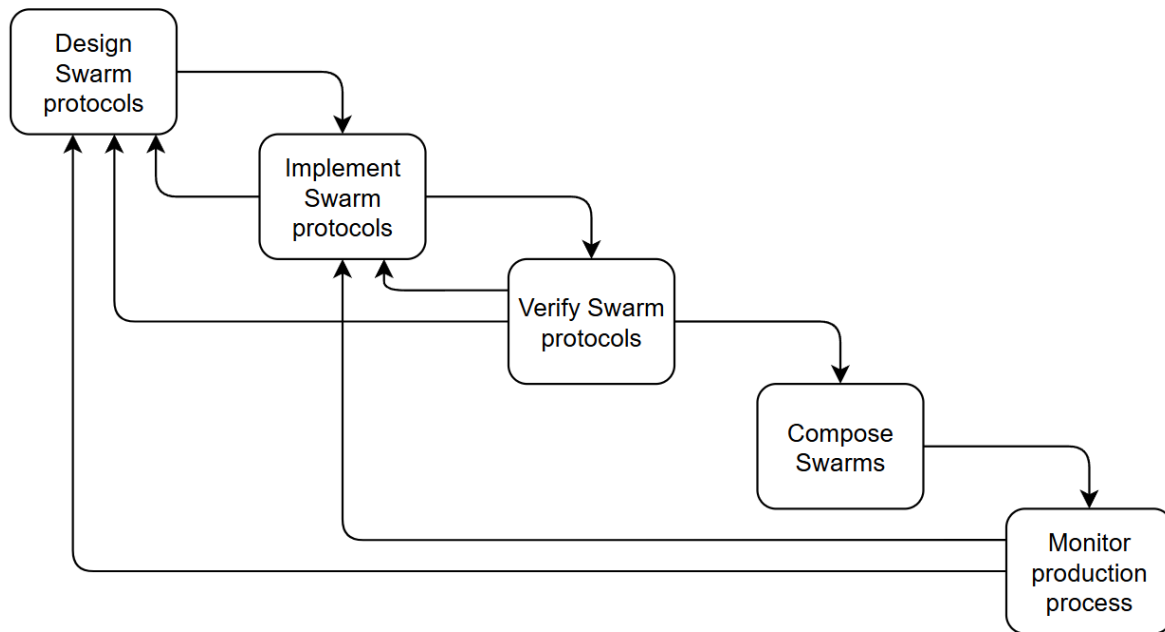 Design
Swarm
protocols
Implement
Swarm
protocols
Verify Swarm
protocols
Compose
Swarms
Monitor
production
process